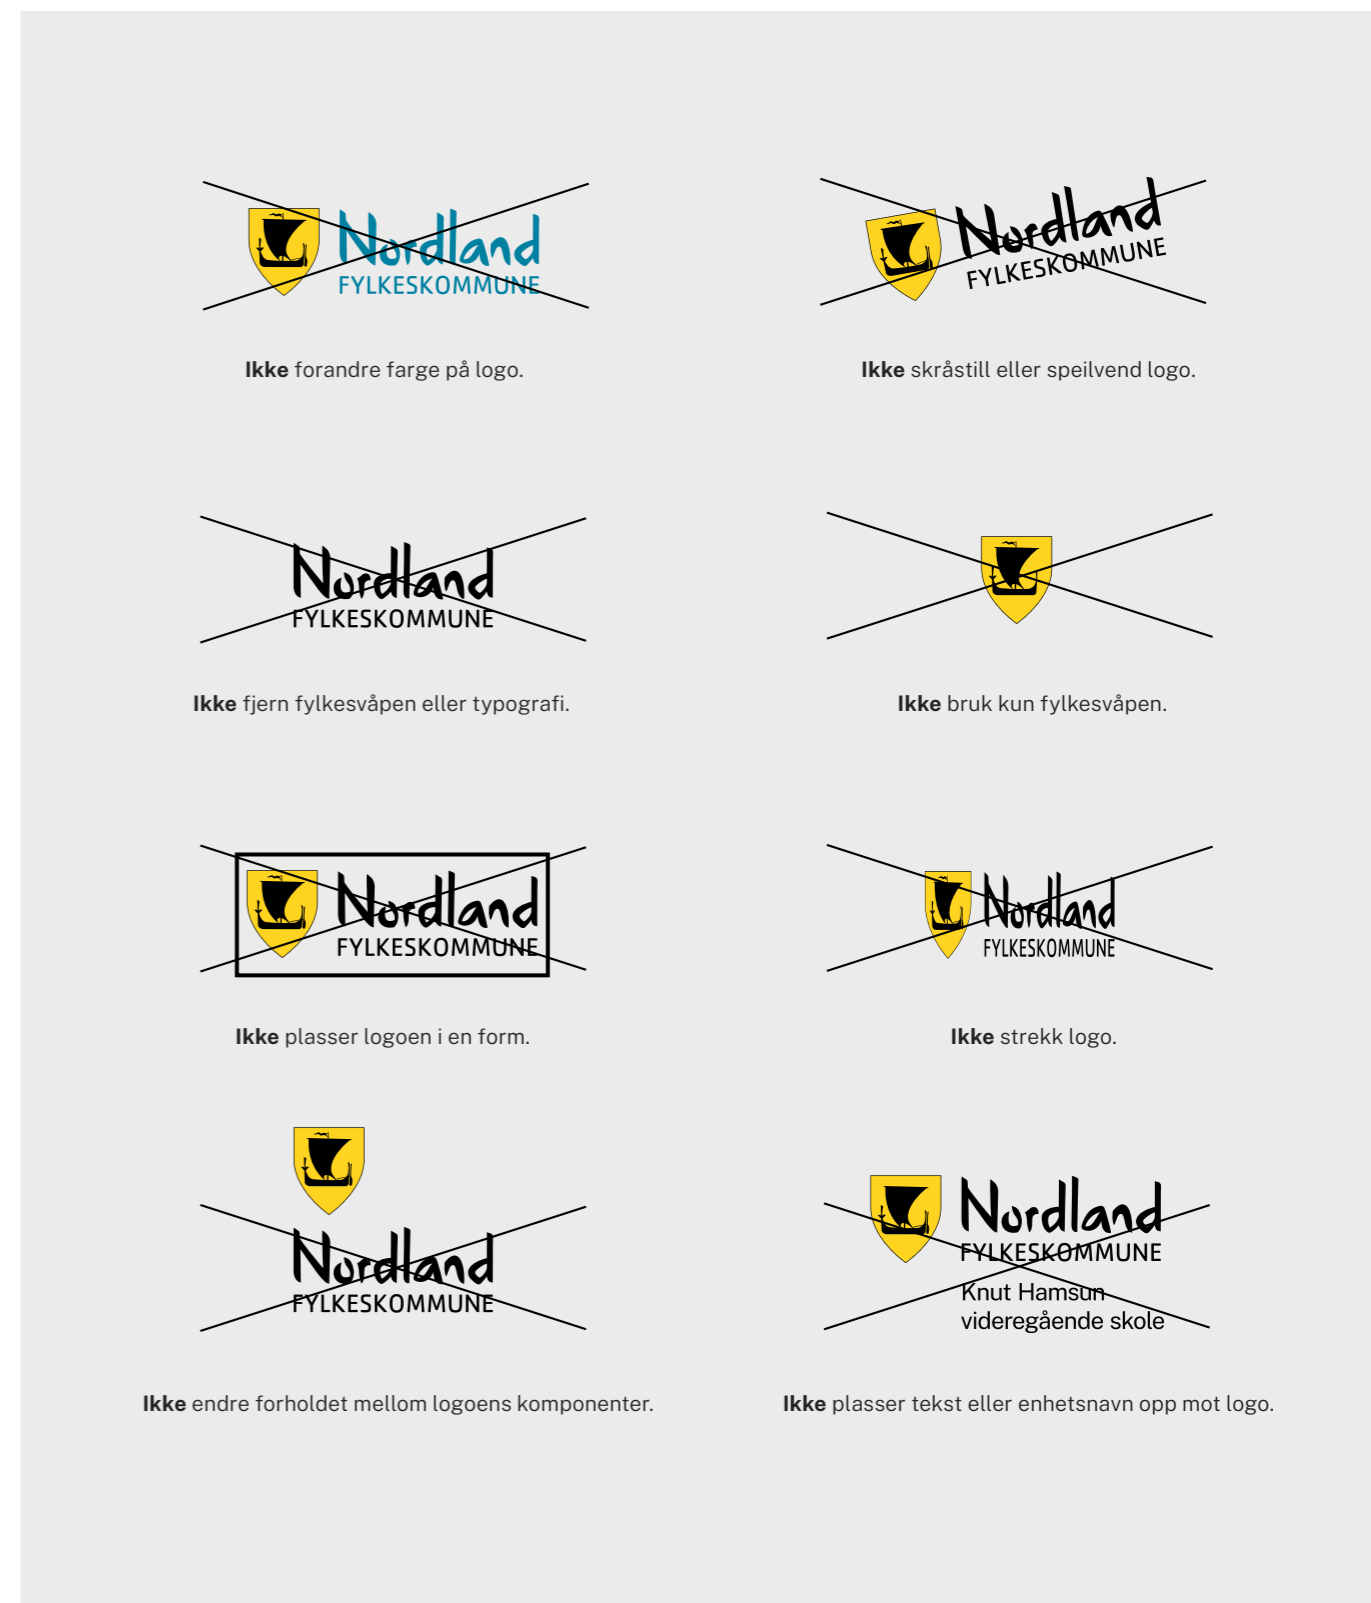 Nordland
FYLKESKOMMUNE
Ikke forandre farge på logo.
Nordland
FYLKESKOMMUNE
Ikke skråstill eller speilvend logo.
Nordland
FYLKESKOMMUNE
Ikke fjern fylkesvåpen eller typografi.
Ikke bruk kun fylkesvåpen.
Nordland
FYLKESKOMMUNE
Ikke plasser logoen i en form.
Nordland
FYLKESKOMMUNE
Ikke strekk logo.
Nordland
FYLKESKOMMUNE
Ikke endre forholdet mellom logoens komponenter.
Nordland
FYLKESKOMMUNE
Knut Hamsun
videregående skole
Ikke plasser tekst eller enhetsnavn opp mot logo.